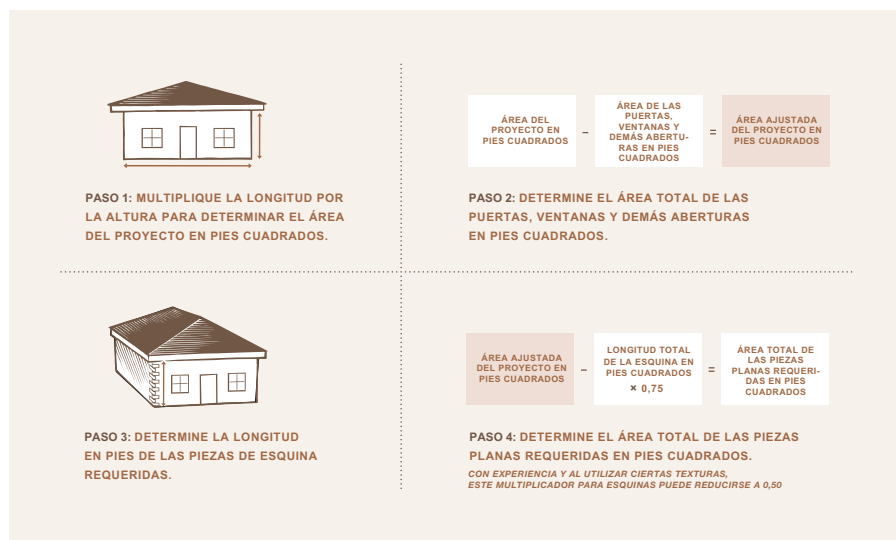 PASO 1: MULTIPLIQUE LA LONGITUD POR
LA ALTURA PARA DETERMINAR EL ÁREA
DEL PROYECTO EN PIES CUADRADOS.
ÁREA DEL
PROYECTO EN
PIES CUADRADOS
–
ÁREA DE LAS
PUERTAS,
VENTANAS Y
DEMÁS ABERTU-
RAS EN PIES
CUADRADOS
=
ÁREA AJUSTADA
DEL PROYECTO EN
PIES CUADRADOS
PASO 2: DETERMINE EL ÁREA TOTAL DE LAS
PUERTAS, VENTANAS Y DEMÁS ABERTURAS
EN PIES CUADRADOS.
PASO 3: DETERMINE LA LONGITUD
EN PIES DE LAS PIEZAS DE ESQUINA
REQUERIDAS.
ÁREA AJUSTADA
DEL PROYECTO EN
PIES CUADRADOS
–
LONGITUD TOTAL
DE LA ESQUINA EN
PIES CUADRADOS
× 0,75
=
ÁREA TOTAL DE
LAS PIEZAS
PLANAS REQUERI-
DAS EN PIES
CUADRADOS
PASO 4: DETERMINE EL ÁREA TOTAL DE LAS PIEZAS
PLANAS REQUERIDAS EN PIES CUADRADOS.
CON EXPERIENCIA Y AL UTILIZAR CIERTAS TEXTURAS,
ESTE MULTIPLICADOR PARA ESQUINAS PUEDE REDUCIRSE A 0,50